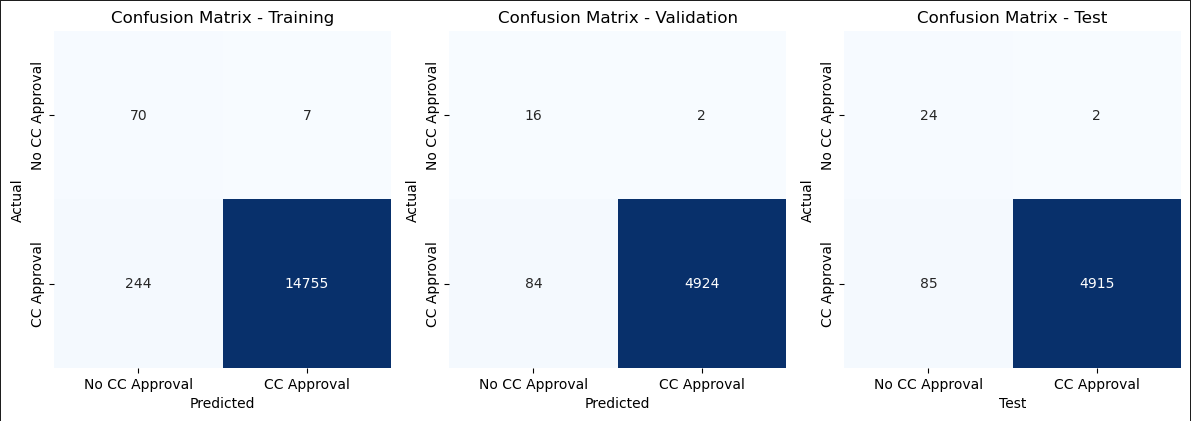 Confusion Matrix - Training
Actual
No CC Approval
CC Approval
70
7
244
14755
No CC Approval
CC Approval
Predicted
Confusion Matrix - Validation
Actual
No CC Approval
CC Approval
16
2
84
4924
No CC Approval
CC Approval
Predicted
Confusion Matrix - Test
Actual
No CC Approval
CC Approval
24
2
85
4915
No CC Approval
CC Approval
Test